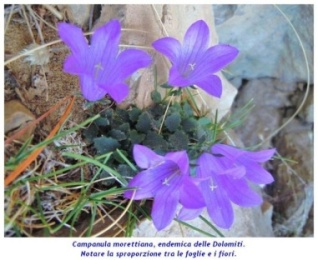 Campanula morettiana, endemica delle Dolomiti.
Notare la sproporzione tra le foglie e i fiori.